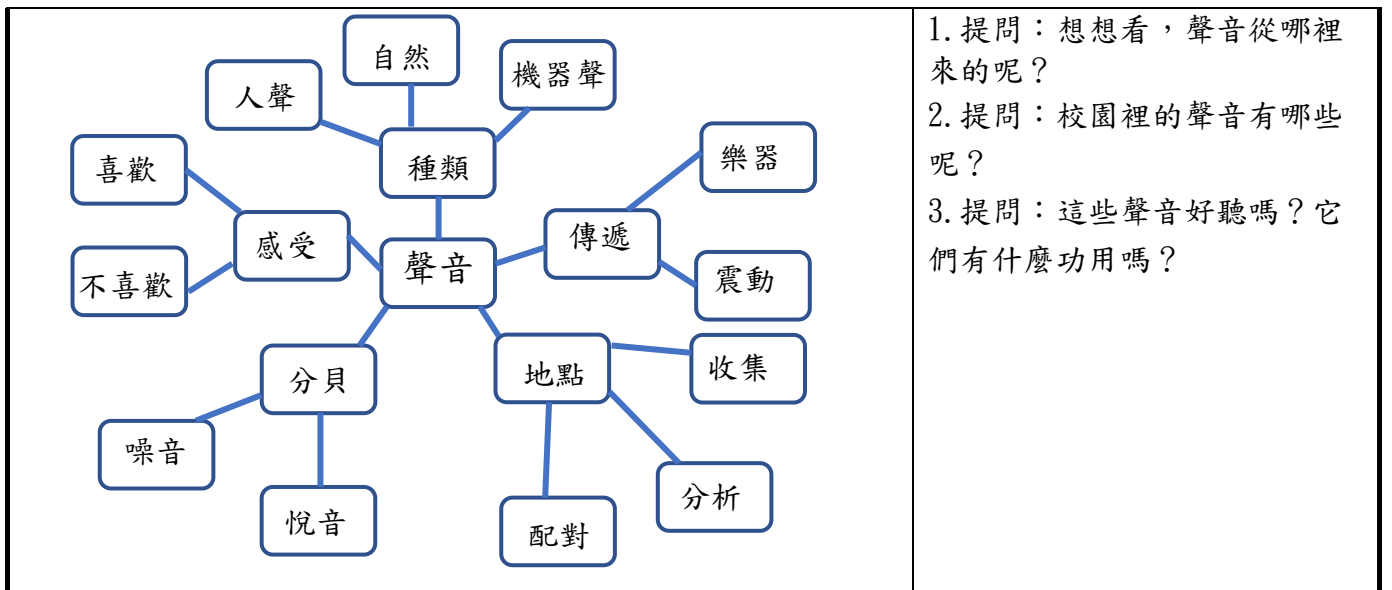 自然
機器聲
人聲
種類
樂器
喜歡
感受
傳遞
聲音
不喜歡
震動
分貝
地點
收集
噪音
分析
悅音
配對
1.提問：想想看，聲音從哪裡
來的呢？
2.提問：校園裡的聲音有哪些
呢？
3.提問：這些聲音好聽嗎？它
們有什麼功用嗎？